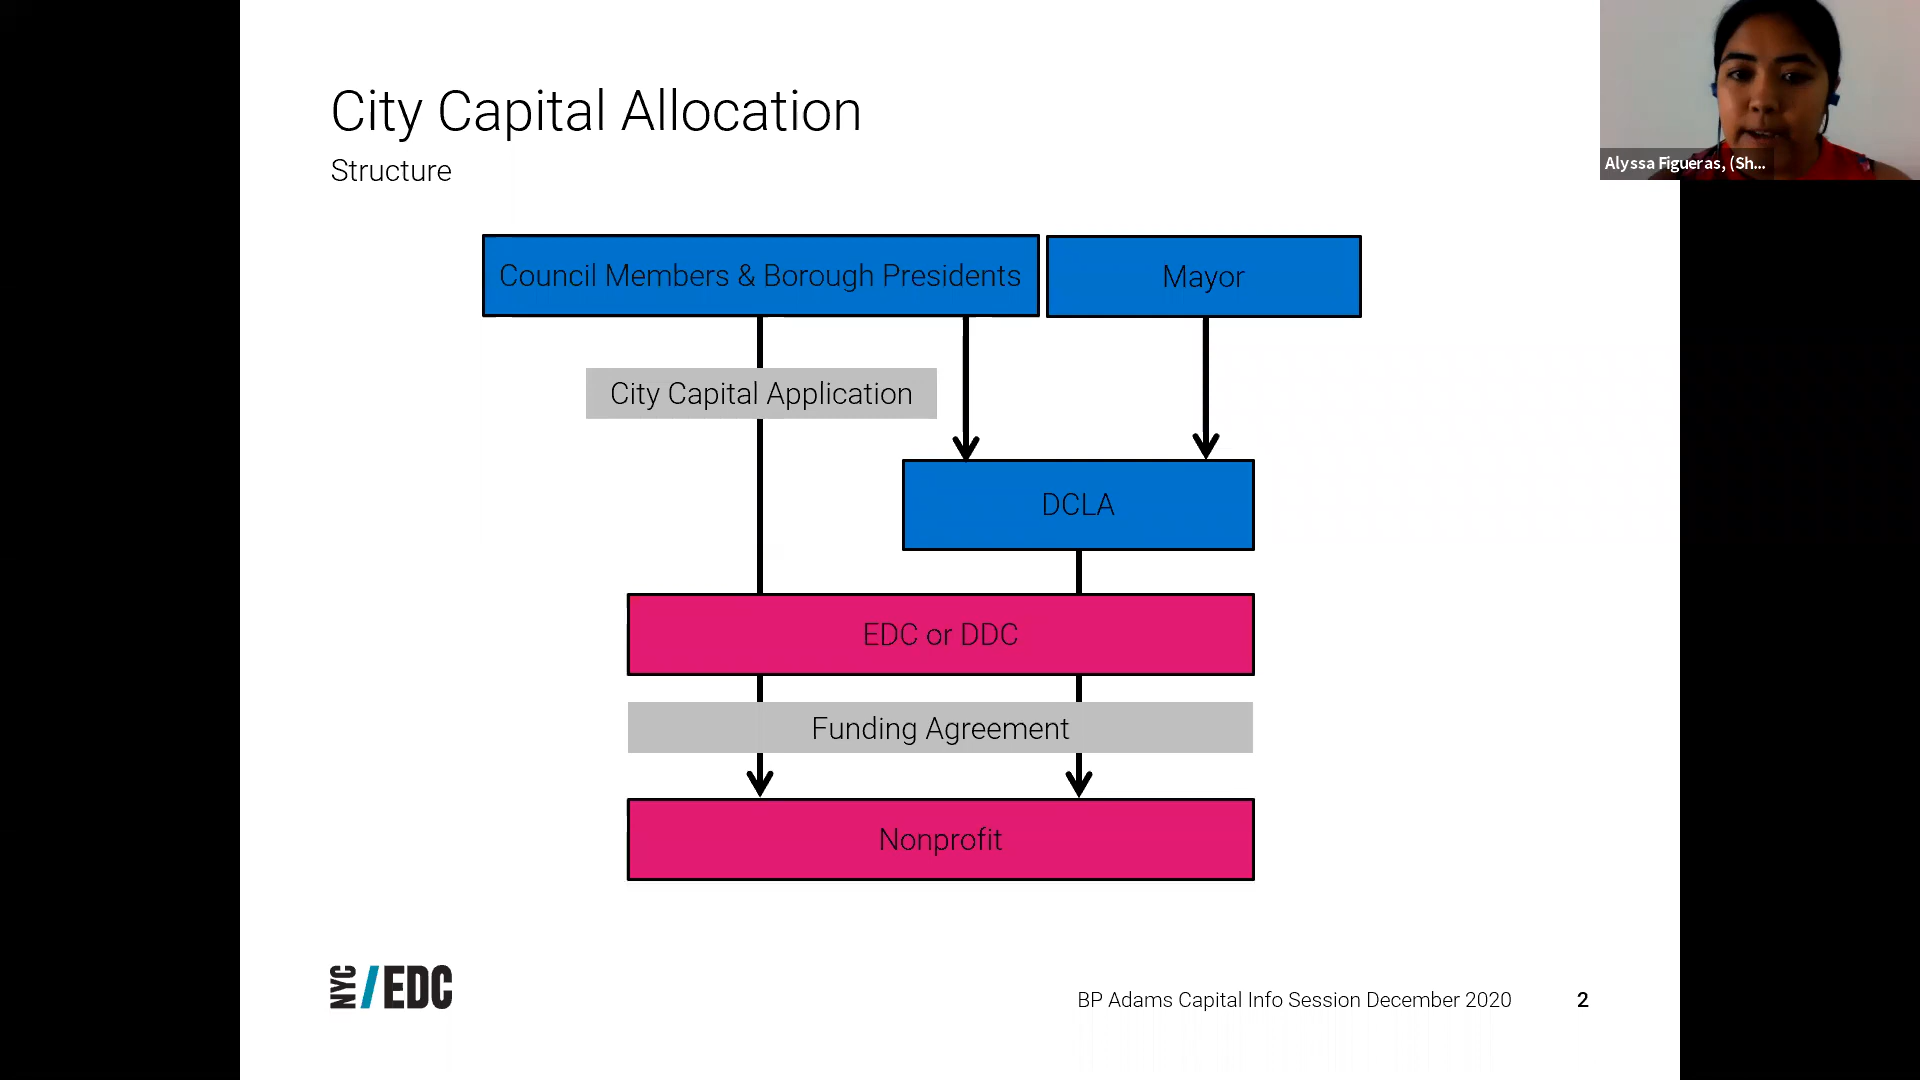 City Capital Allocation
Structure
Alyssa Figueras, (Sh...
Council Members & Borough Presidents
Mayor
City Capital Application
DCLA
EDC or DDC
Funding Agreement
Nonprofit
NYC/EDC
BP Adams Capital Info Session December 2020
2